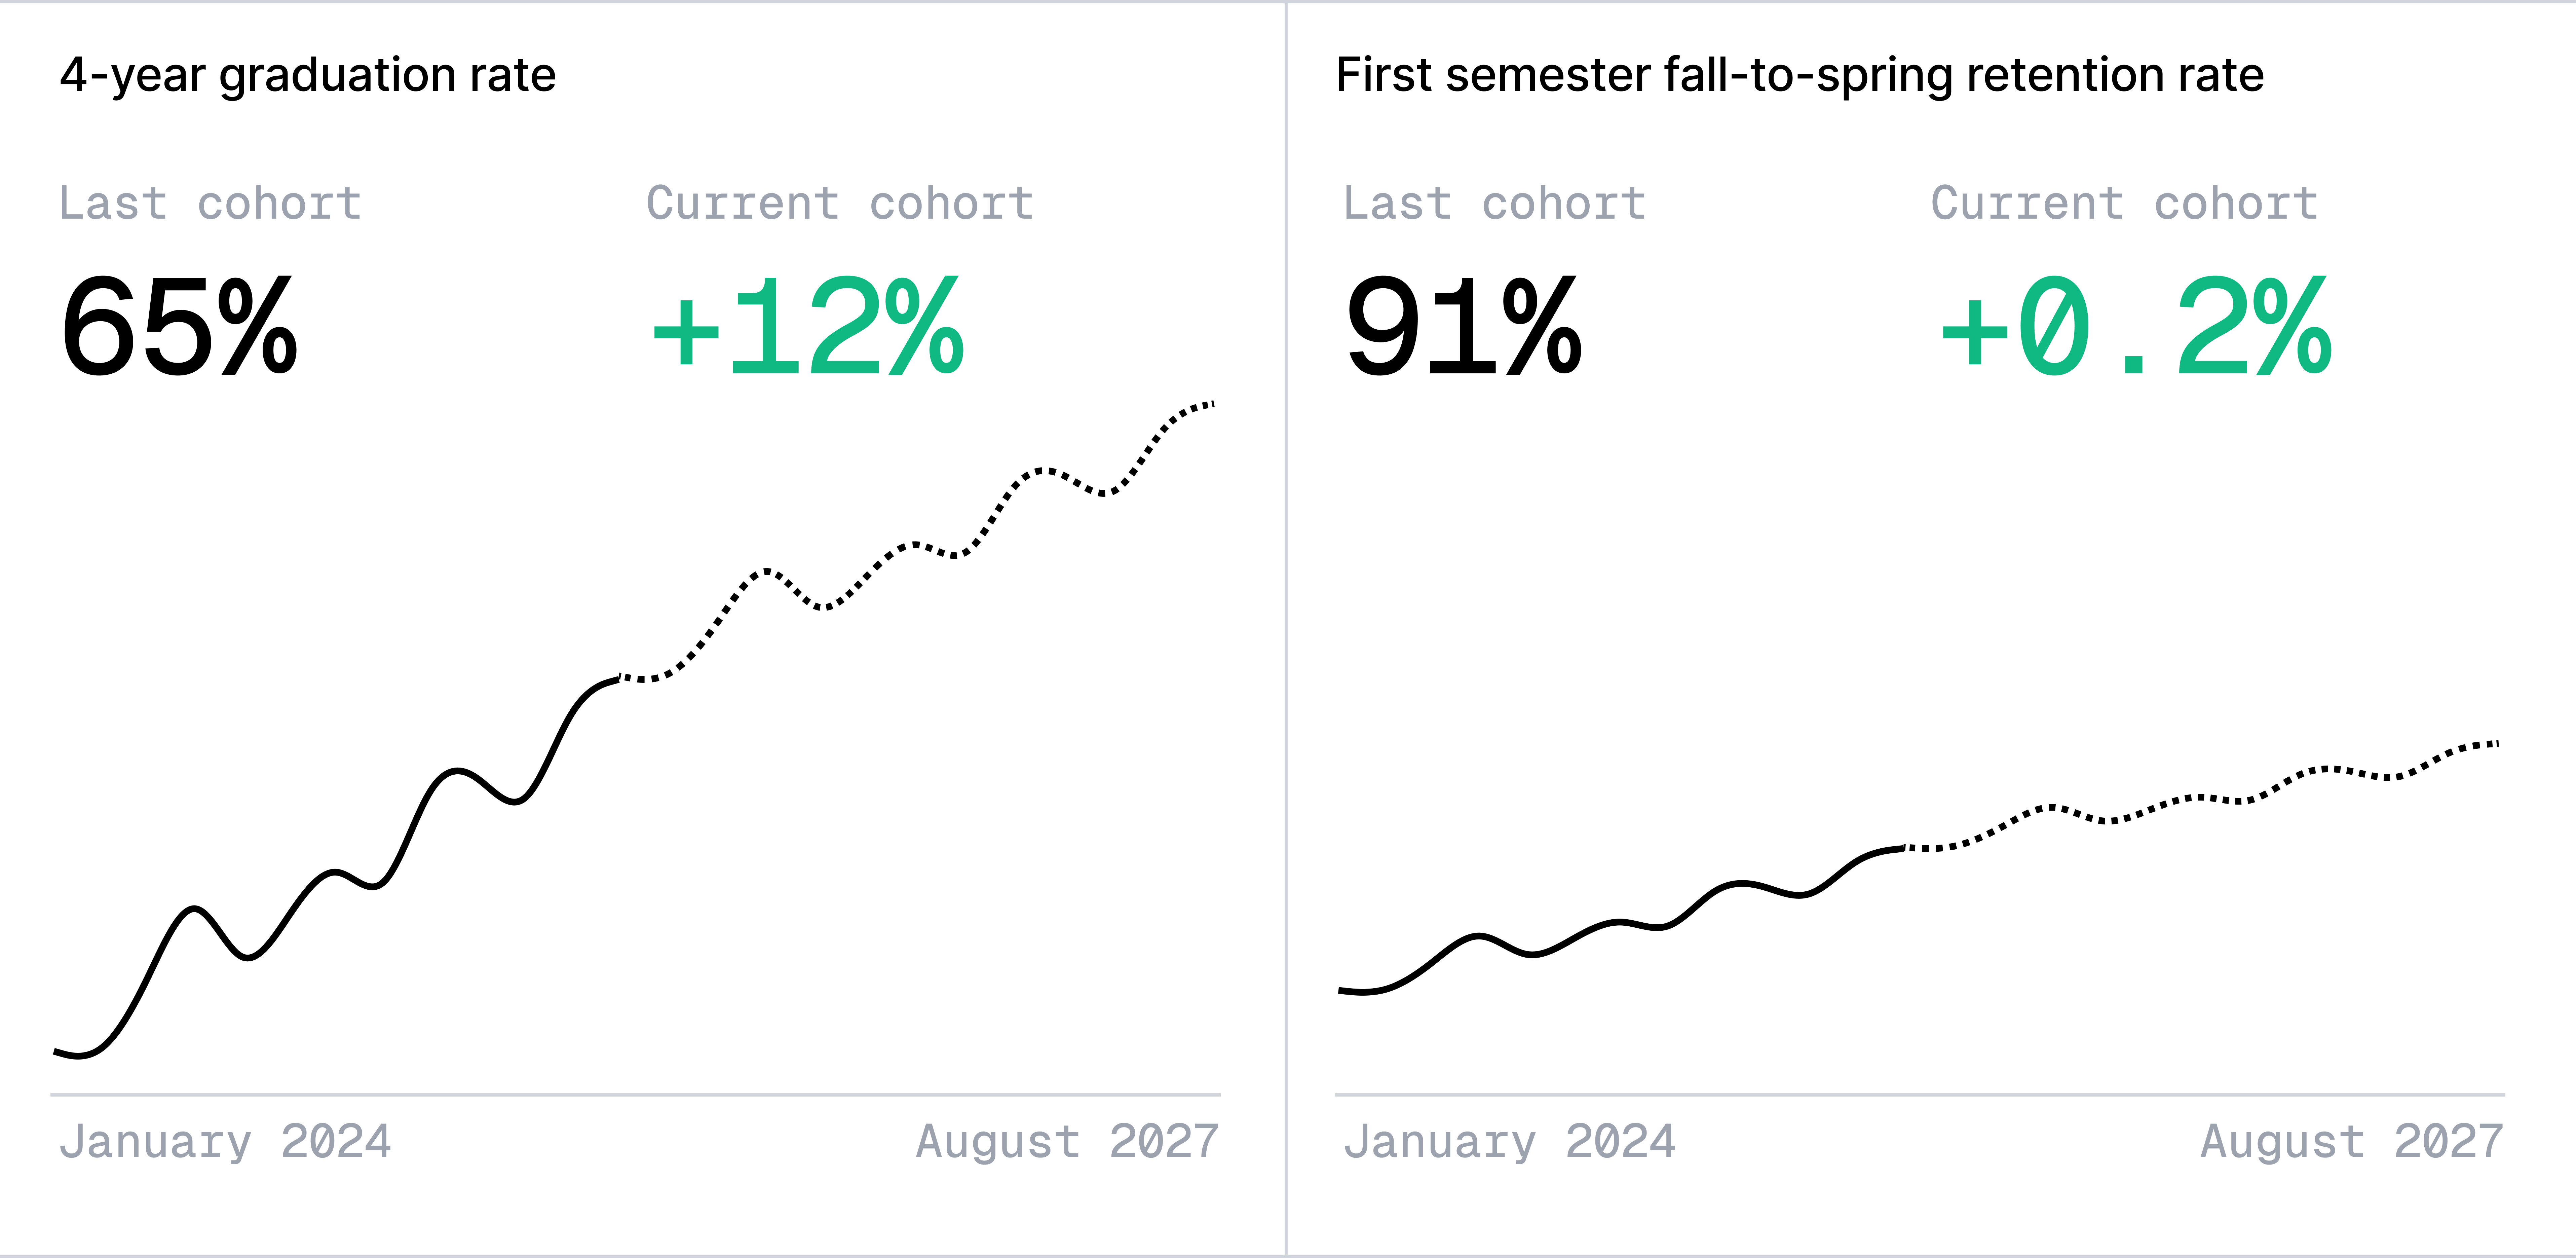 4-year graduation rate
Last cohort
Current cohort
65%
+12%
January 2024
August 2027
First semester fall-to-spring retention rate
Last cohort
Current cohort
91%
+0.2%
January 2024
August 2027